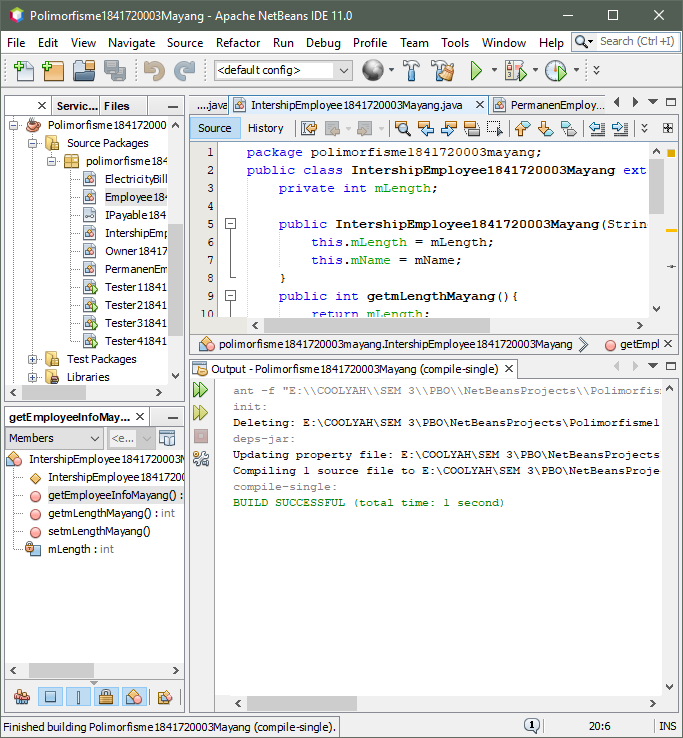 Polimorfisme1841720003Mayang - Apache NetBeans IDE 11.0
File Edit View Navigate Source Refactor Run Debug Profile Team Tools Window Help Search (Ctrl+I)
<default config>
Servic... Files
Polimorfisme184172000
Source Packages
polimorfisme184
ElectricityBill
Employee184
IPayable184
IntershipEmp
Owner18417
PermanenEm
Tester11841
Tester21841
Tester31841
Tester41841
Test Packages
Libraries
....java IntershipEmployee1841720003Mayang.java PermanenEmploy...
Source History
1 package polimorfisme1841720003mayang;
2 public class IntershipEmployee1841720003Mayang ext
3 private int mLength;
4
5 public IntershipEmployee1841720003Mayang(Strin
6 this.mLength = mLength;
7 this.mName = mName;
8 }
9 public int getmLengthMayang(){
10 return mLength;
polimorfisme1841720003mayang.IntershipEmployee1841720003Mayang getEmpl
getEmployeeInfoMay...
Members <e...
IntershipEmployee1841720003M
IntershipEmployee1841720
getEmployeeInfoMayang() :
getmLengthMayang() : int
setmLengthMayang()
mLength : int
Output - Polimorfisme1841720003Mayang (compile-single)
ant -f "E:\\COOLYAH\\SEM 3\\PBO\\NetBeansProjects\\Polimorfism
init:
Deleting: E:\COOLYAH\SEM 3\PBO\NetBeansProjects\Polimorfisme1
deps-jar:
Updating property file: E:\COOLYAH\SEM 3\PBO\NetBeansProjects
Compiling 1 source file to E:\COOLYAH\SEM 3\PBO\NetBeansProje
compile-single:
BUILD SUCCESSFUL (total time: 1 second)
Finished building Polimorfisme1841720003Mayang (compile-single). 1 20:6 INS